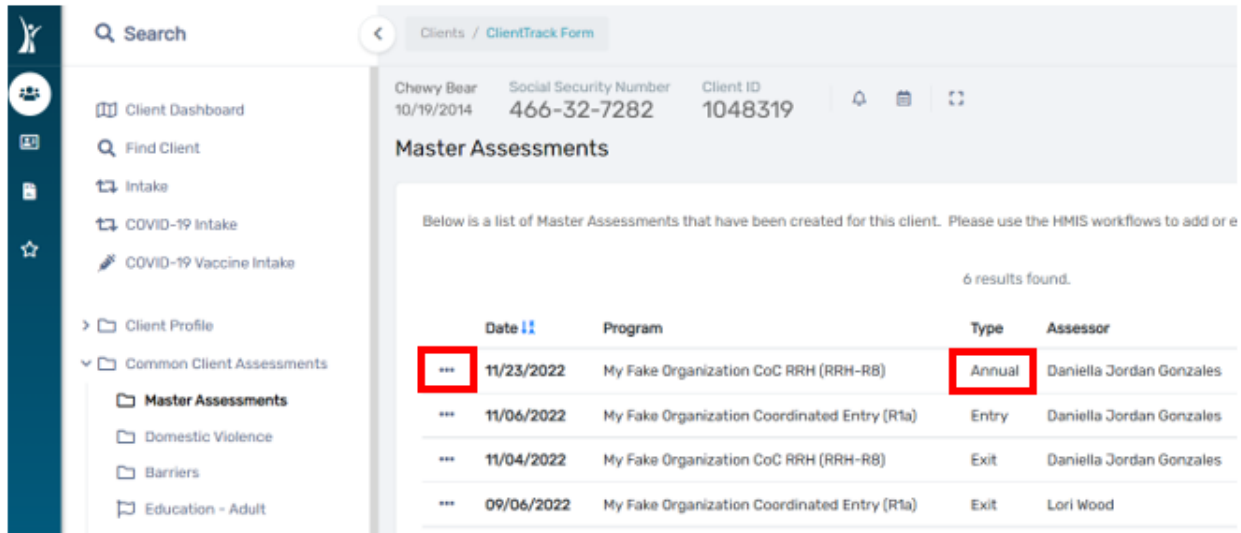 Search
Clients / ClientTrack Form
Client Dashboard
Find Client
Intake
COVID-19 Intake
COVID-19 Vaccine Intake
Client Profile
Common Client Assessments
Master Assessments
Domestic Violence
Barriers
Education - Adult
Chewy Bear Social Security Number Client ID
10/19/2014 466-32-7282 1048319
Master Assessments
Below is a list of Master Assessments that have been created for this client. Please use the HMIS workflows to add or e
6 results found.
Date Program Type Assessor
11/23/2022 My Fake Organization CoC RRH (RRH-R8) Annual Daniella Jordan Gonzales
11/06/2022 My Fake Organization Coordinated Entry (R1a) Entry Daniella Jordan Gonzales
11/04/2022 My Fake Organization CoC RRH (RRH-R8) Exit Daniella Jordan Gonzales
09/06/2022 My Fake Organization Coordinated Entry (R1a) Exit Lori Wood